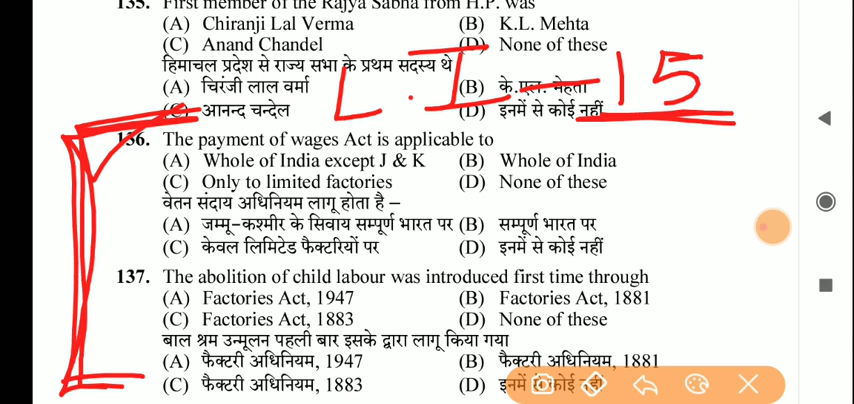 135. First member of the Rajya Sabha from H.P. was
(A) Chiranji Lal Verma (B) K.L. Mehta
(C) Anand Chandel (D) None of these
हिमाचल प्रदेश से राज्य सभा के प्रथम सदस्य थे
(A) चिरंजी लाल वर्मा (B) के.एल. मेहता
(C) आनन्द चन्देल (D) इनमें से कोई नहीं
L.I-15
136. The payment of wages Act is applicable to
(A) Whole of India except J & K (B) Whole of India
(C) Only to limited factories (D) None of these
वेतन संदाय अधिनियम लागू होता है –
(A) जम्मू-कश्मीर के सिवाय सम्पूर्ण भारत पर (B) सम्पूर्ण भारत पर
(C) केवल लिमिटेड फैक्टरियों पर (D) इनमें से कोई नहीं
137. The abolition of child labour was introduced first time through
(A) Factories Act, 1947 (B) Factories Act, 1881
(C) Factories Act, 1883 (D) None of these
बाल श्रम उन्मूलन पहली बार इसके द्वारा लागू किया गया
(A) फैक्टरी अधिनियम, 1947 (B) फैक्टरी अधिनियम, 1881
(C) फैक्टरी अधिनियम, 1883 (D) इनमें से कोई नहीं